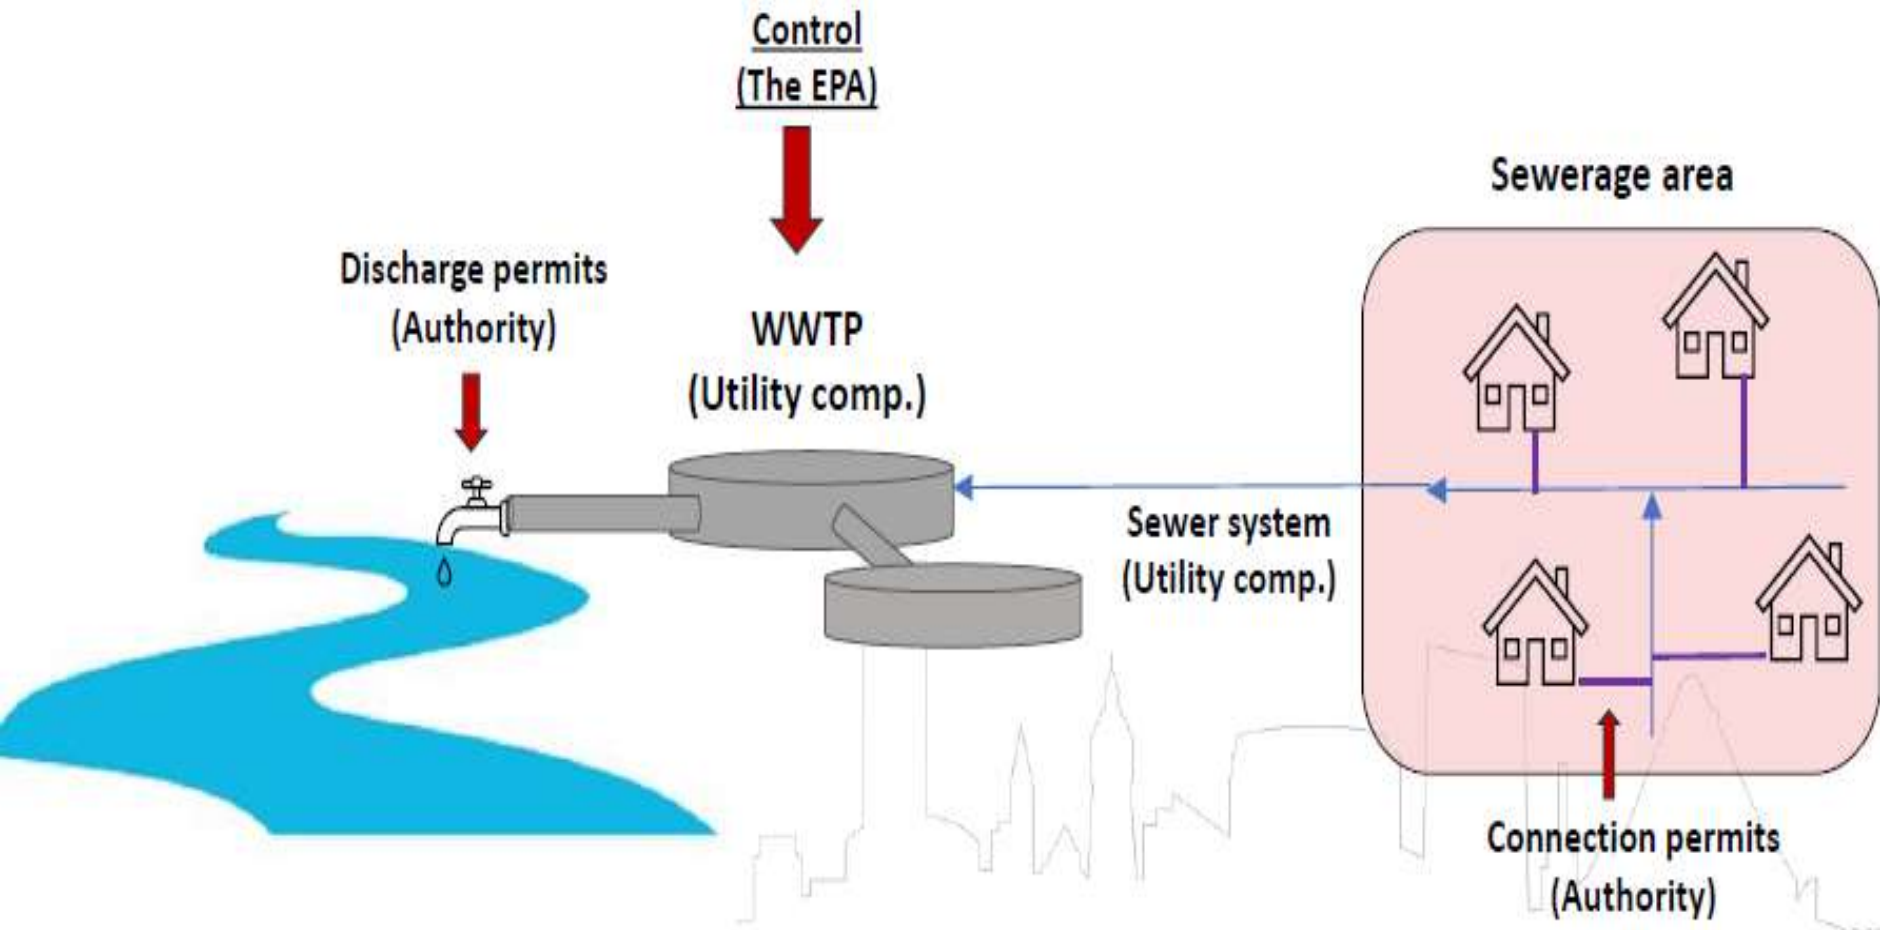 Control
(The EPA)
Sewerage area
Discharge permits
(Authority)
WWTP
(Utility comp.)
Sewer system
(Utility comp.)
Connection permits
(Authority)